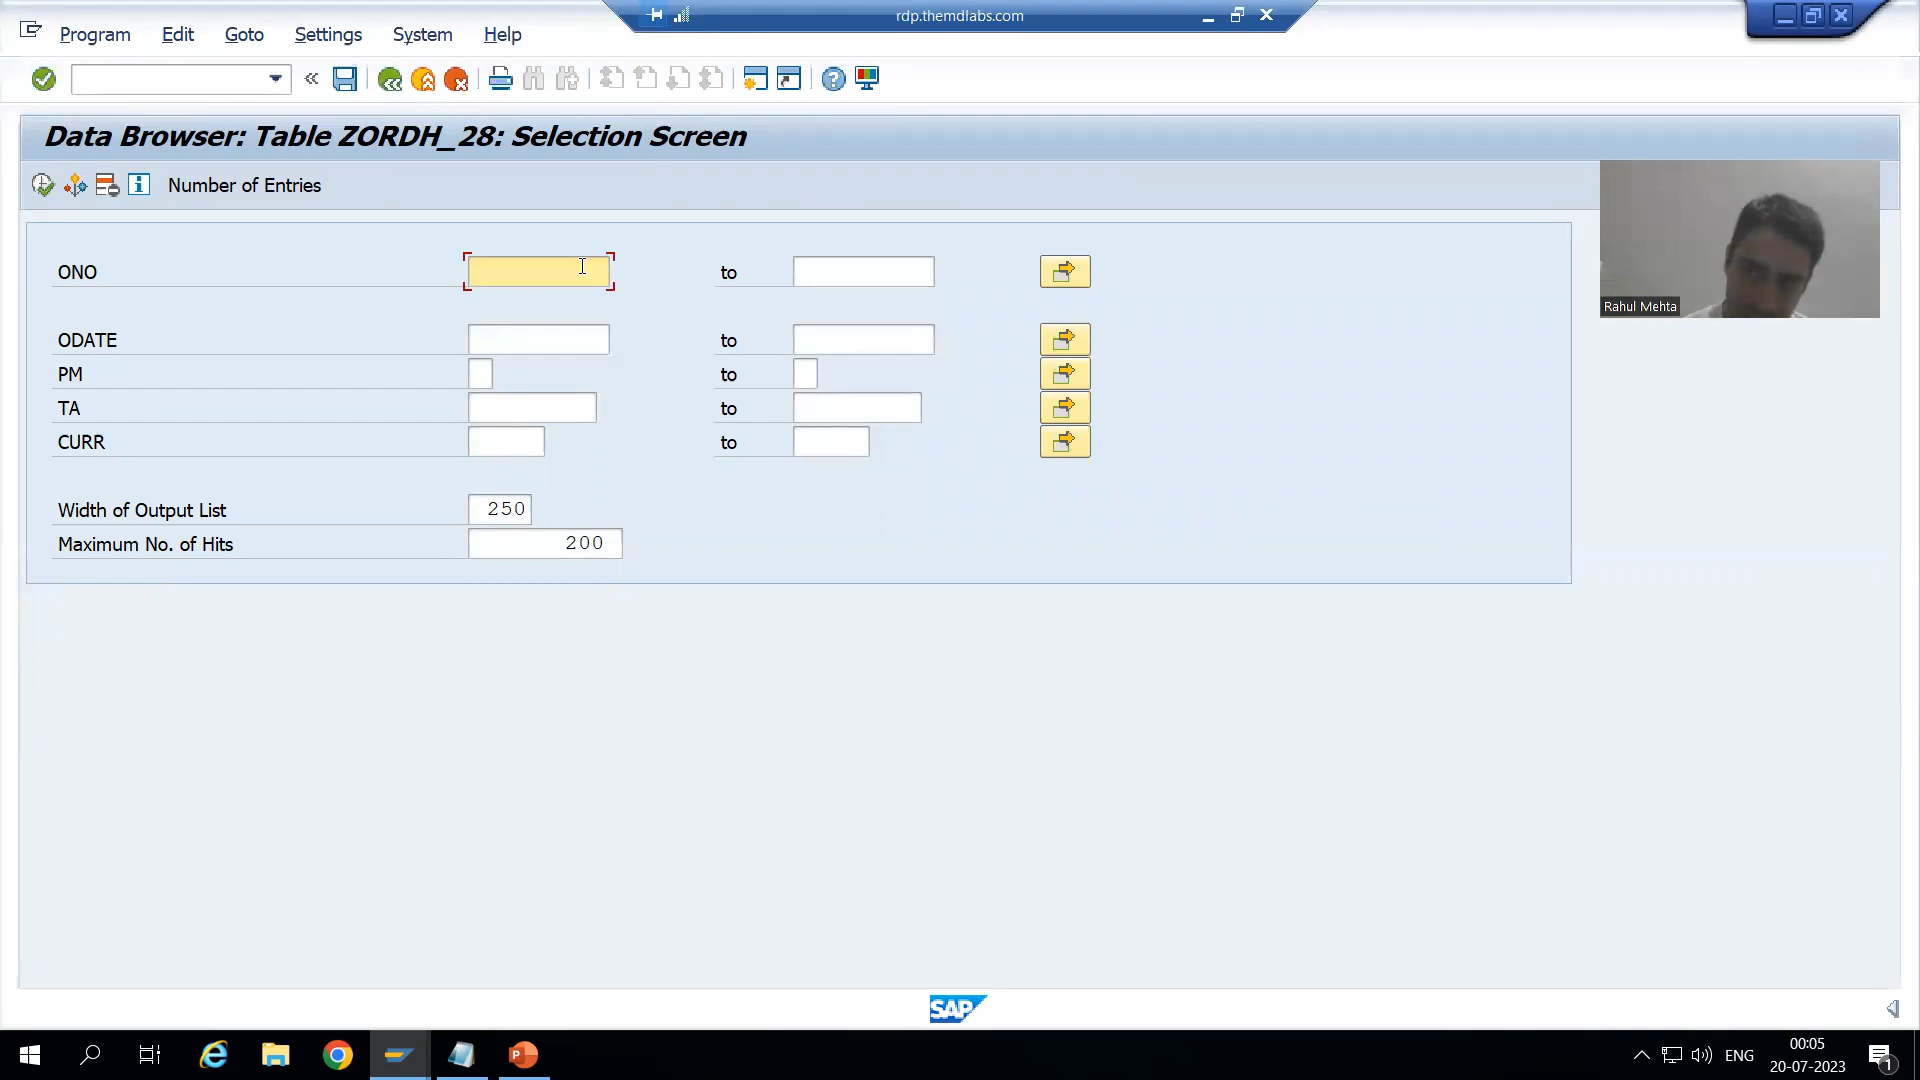 rdp.themdlabs.com
Program Edit Goto Settings System Help
Data Browser: Table ZORDH_28: Selection Screen
Number of Entries
ONO to
ODATE to
PM to
TA to
CURR to
Width of Output List 250
Maximum No. of Hits 200
Rahul Mehta
SAP
ENG
00:05
20-07-2023
1